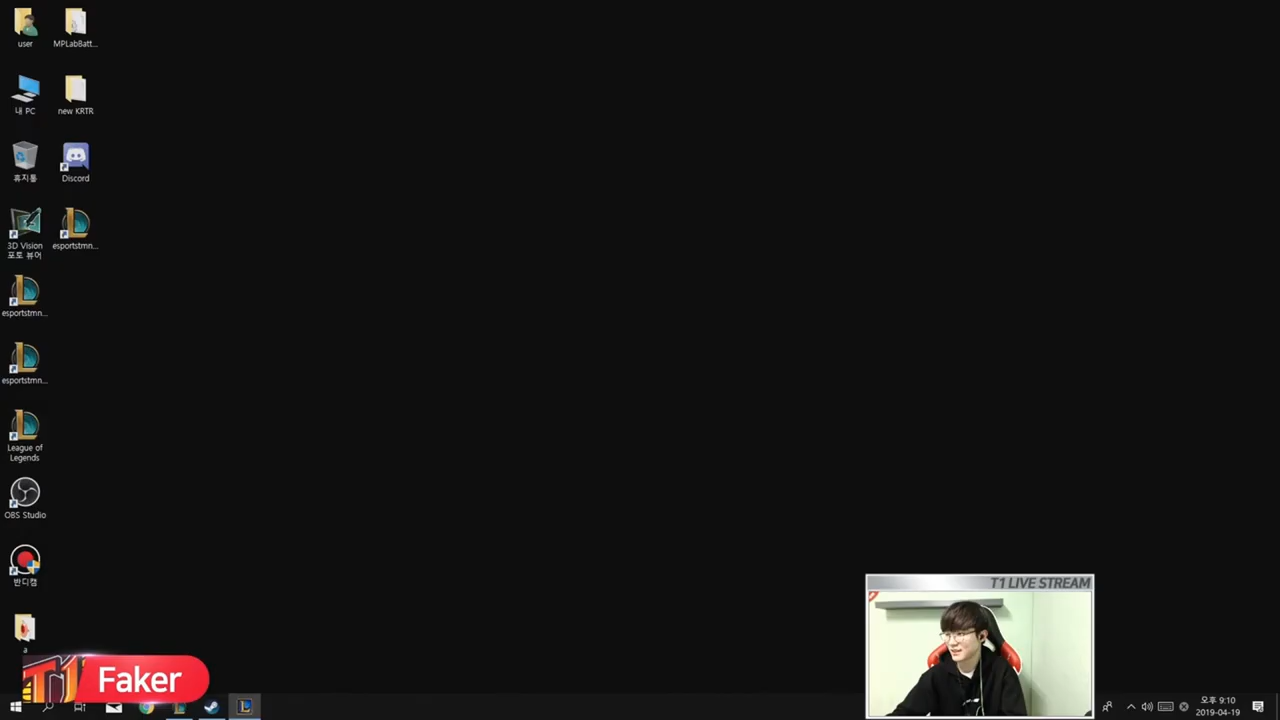 user
MPLabBatt...
내 PC
new KRTR
휴지통
Discord
3D Vision
포토 뷰어
esportstmn...
esportstmn...
esportstmn...
League of
Legends
OBS Studio
반디캠
a
T1
Faker
T1 LIVE STREAM
오후 9:10
2019-04-19